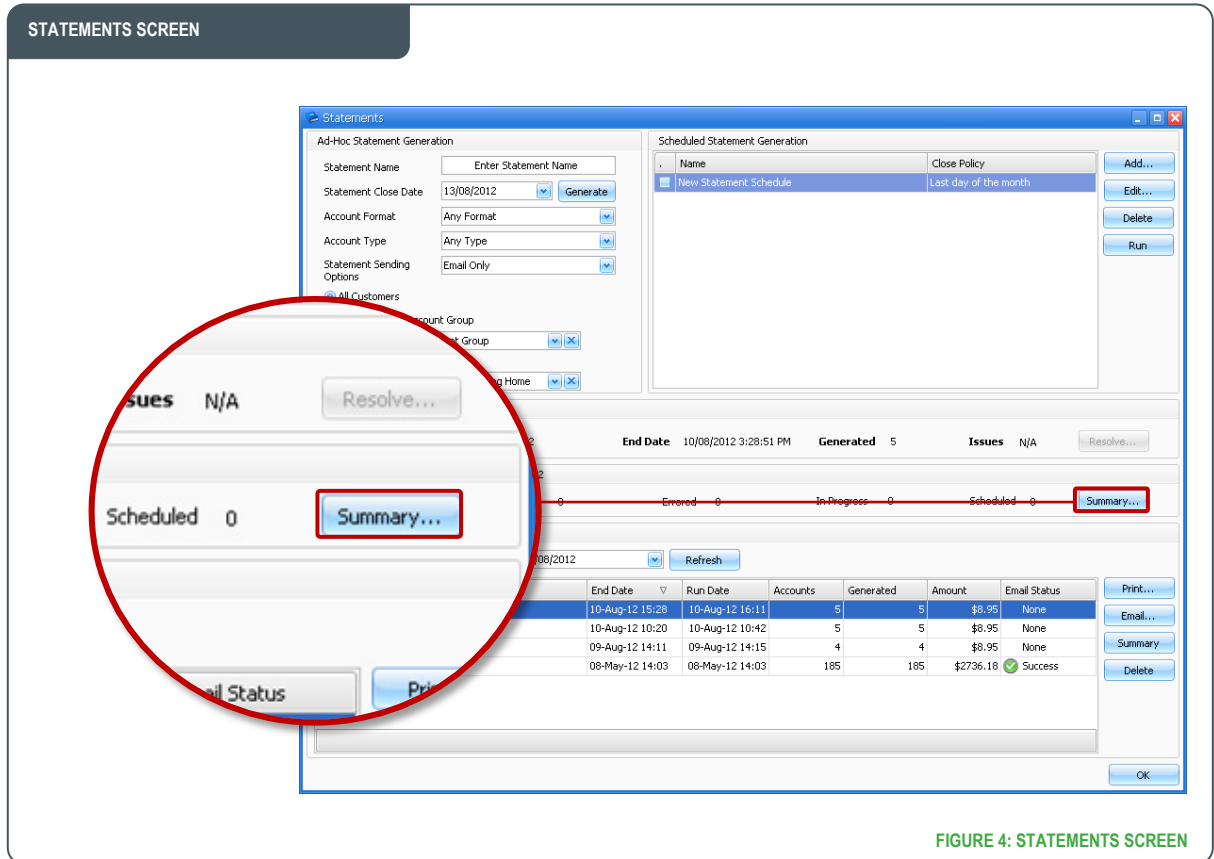 STATEMENTS SCREEN
Statements
Ad-Hoc Statement Generation
Statement Name Enter Statement Name
Statement Close Date 13/08/2012 Generate
Account Format Any Format
Account Type Any Type
Statement Sending Options Email Only
All Customers
Group
Group
Home
Scheduled Statement Generation
. Name Close Policy
New Statement Schedule Last day of the month
Add...
Edit...
Delete
Run
End Date 10/08/2012 3:28:51 PM Generated 5 Issues N/A Resolve...
0 Errored 0 In Progress 0 Scheduled 0 Summary...
N/A Resolve...
Scheduled 0 Summary...
Status
08/2012 Refresh
End Date Run Date Accounts Generated Amount Email Status
10-Aug-12 15:28 10-Aug-12 16:11 5 5 $8.95 None
10-Aug-12 10:20 10-Aug-12 10:42 5 5 $8.95 None
09-Aug-12 14:11 09-Aug-12 14:15 4 4 $8.95 None
08-May-12 14:03 08-May-12 14:03 185 185 $2736.18 Success
Print...
Email...
Summary
Delete
OK
FIGURE 4: STATEMENTS SCREEN